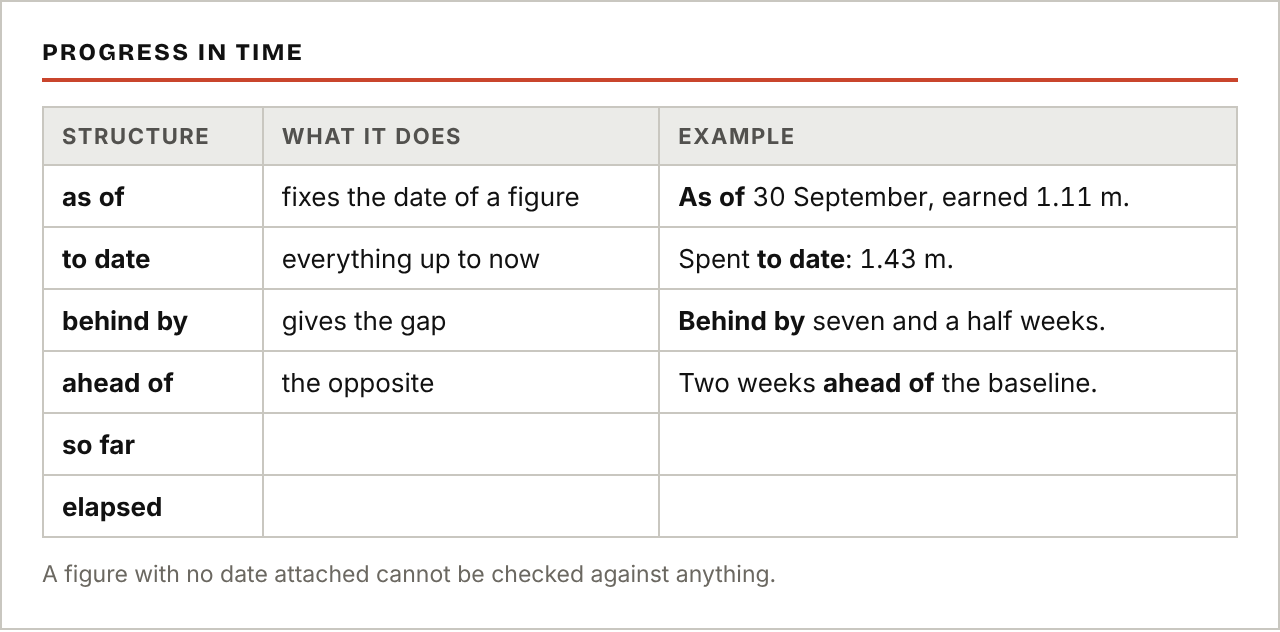 PROGRESS IN TIME
STRUCTURE WHAT IT DOES EXAMPLE
as of fixes the date of a figure As of 30 September, earned 1.11 m.
to date everything up to now Spent to date: 1.43 m.
behind by gives the gap Behind by seven and a half weeks.
ahead of the opposite Two weeks ahead of the baseline.
so far
elapsed
A figure with no date attached cannot be checked against anything.